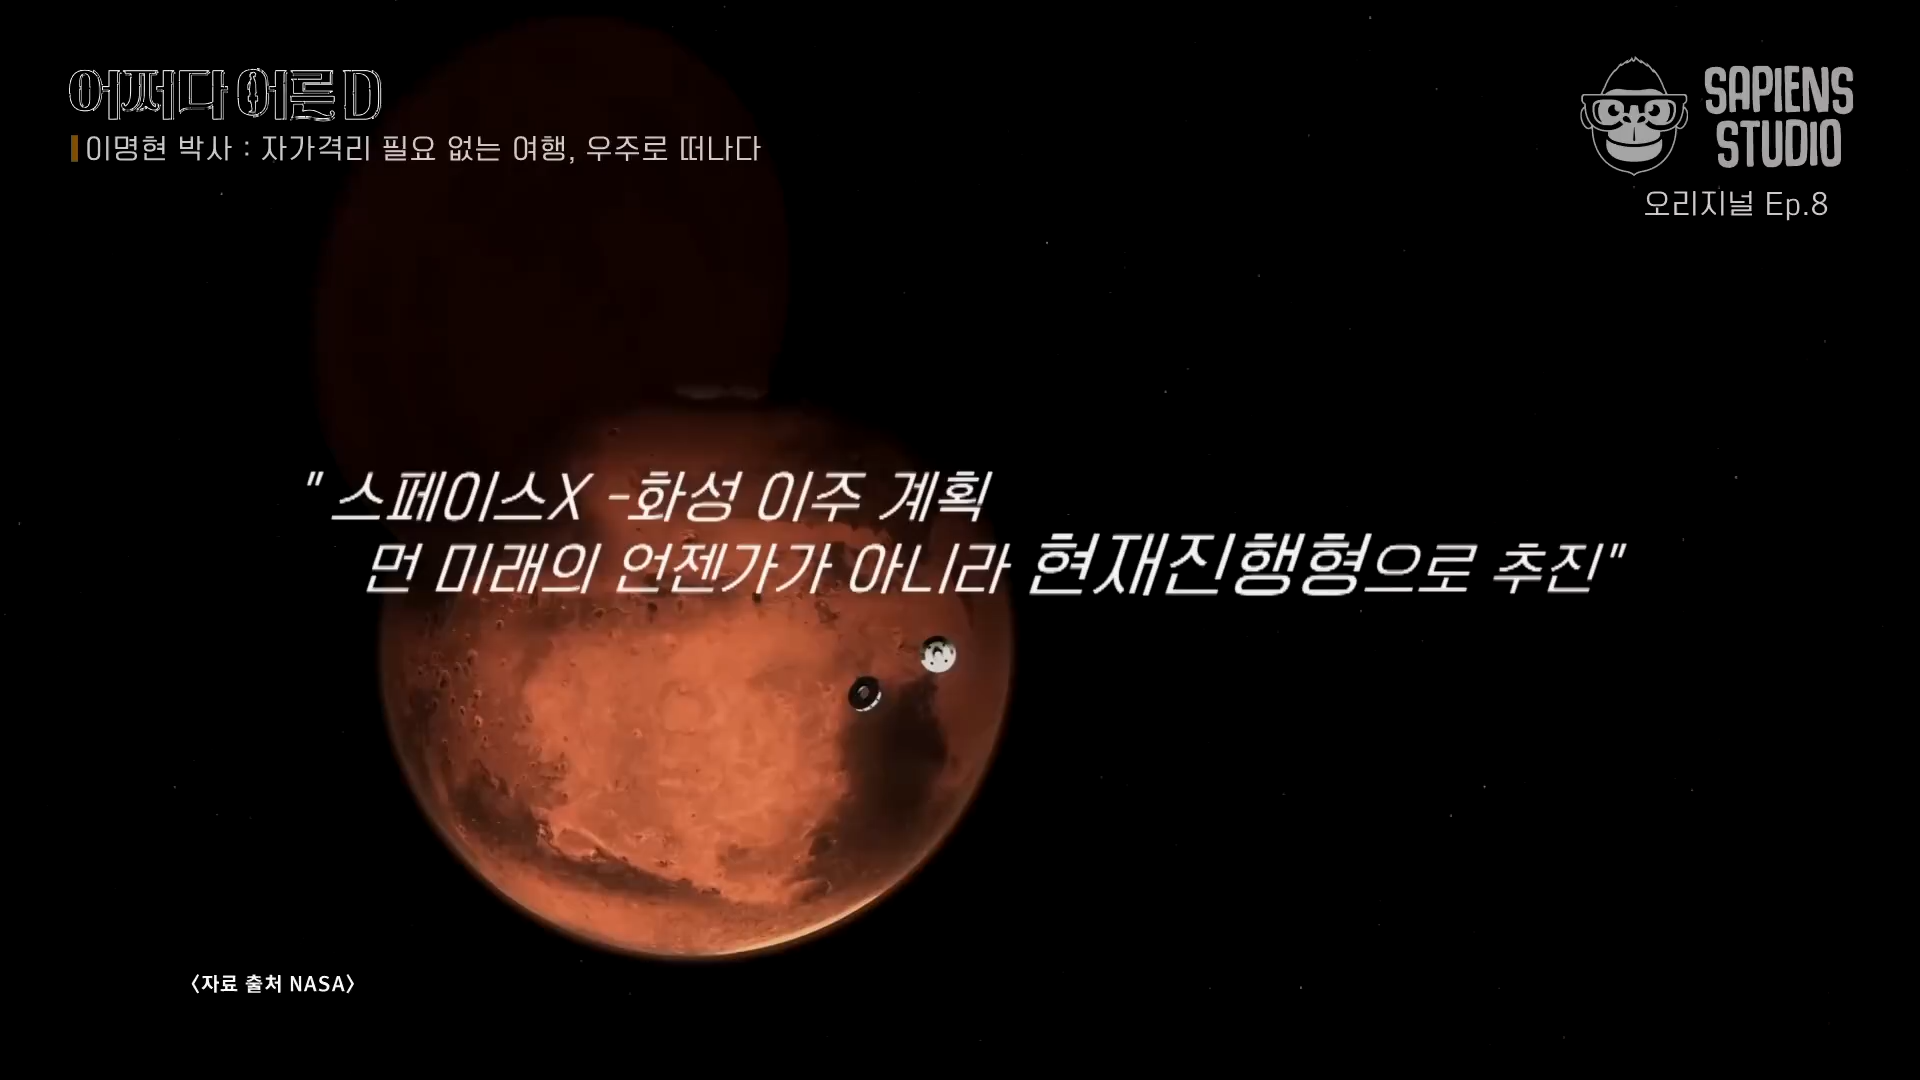 어쩌다 어른 D
이명현 박사 : 자가격리 필요 없는 여행, 우주로 떠나다
SAPIENS
STUDIO
오리지널 Ep.8
" 스페이스X -화성 이주 계획
먼 미래의 언젠가가 아니라 현재진행형으로 추진"
〈자료 출처 NASA〉